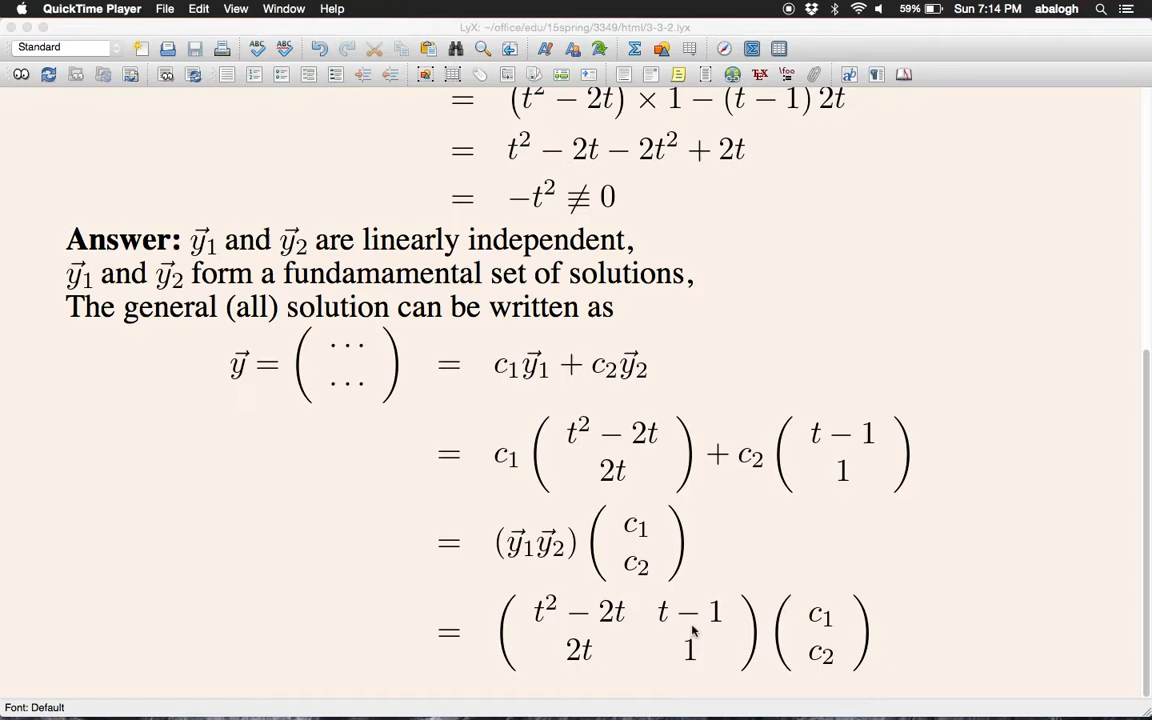 QuickTime Player File Edit View Window Help 59% Sun 7:14 PM abalogh
LyX: ~/office/edu/15spring/3349/html/3-3-2.lyx
Standard
= (t² − 2t) × 1 − (t − 1) 2t
= t² − 2t − 2t² + 2t
= −t² ≢ 0
Answer: y⃗₁ and y⃗₂ are linearly independent,
y⃗₁ and y⃗₂ form a fundamamental set of solutions,
The general (all) solution can be written as
y⃗ = ( ··· ; ··· ) = c₁y⃗₁ + c₂y⃗₂
= c₁ ( t² − 2t ; 2t ) + c₂ ( t − 1 ; 1 )
= (y⃗₁y⃗₂) ( c₁ ; c₂ )
= ( t² − 2t  t − 1 ; 2t  1 ) ( c₁ ; c₂ )
Font: Default